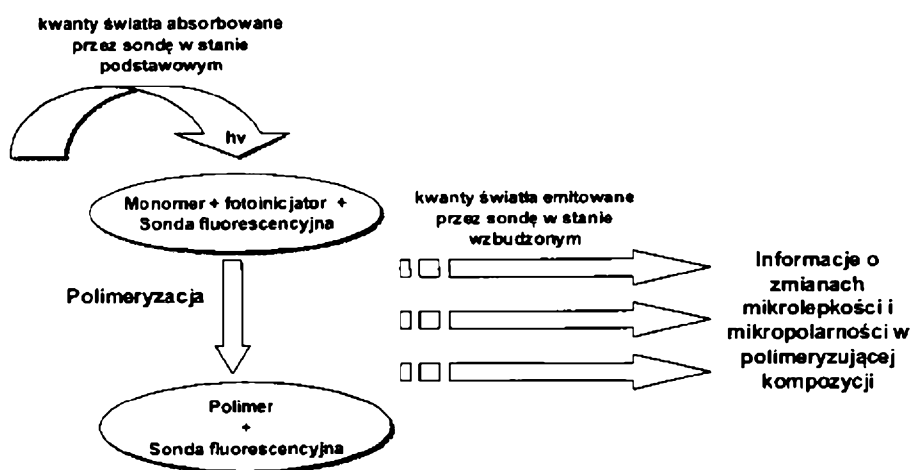 kwanty światła absorbowane
przez sondę w stanie
podstawowym
hv
Monomer + fotoinicjator +
Sonda fluorescencyjna
kwanty światła emitowane
przez sondę w stanie
wzbudzonym
Polimeryzacja
Informacje o
zmianach
mikrolepkości i
mikropolarności w
polimeryzującej
kompozycji
Polimer
+
Sonda fluorescencyjna